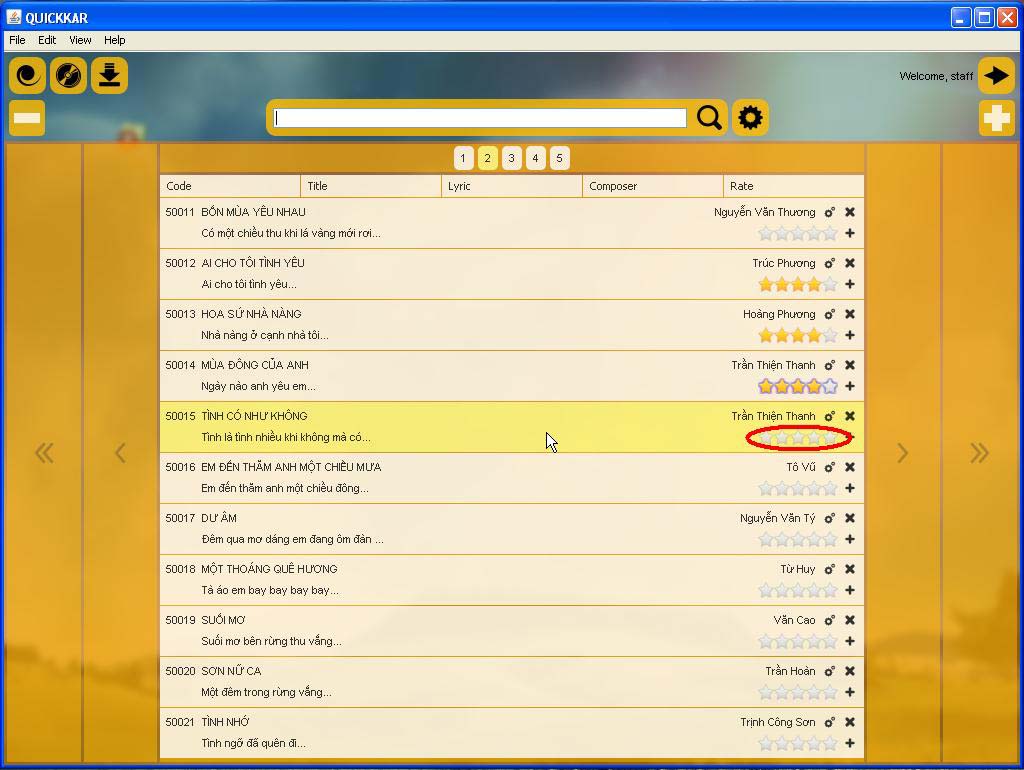 QUICKKAR
File Edit View Help
Welcome, staff
1 2 3 4 5
Code Title Lyric Composer Rate
50011 BỐN MÙA YÊU NHAU Nguyễn Văn Thương
Có một chiều thu khi lá vàng mới rơi...
50012 AI CHO TÔI TÌNH YÊU Trúc Phương
Ai cho tôi tình yêu...
50013 HOA SỨ NHÀ NÀNG Hoàng Phương
Nhà nàng ở cạnh nhà tôi...
50014 MÙA ĐÔNG CỦA ANH Trần Thiện Thanh
Ngày nào anh yêu em...
50015 TÌNH CÓ NHƯ KHÔNG Trần Thiện Thanh
Tình là tình nhiều khi không mà có...
50016 EM ĐẾN THĂM ANH MỘT CHIỀU MƯA Tô Vũ
Em đến thăm anh một chiều đông...
50017 DƯ ÂM Nguyễn Văn Tý
Đêm qua mơ dáng em đang ôm đàn ...
50018 MỘT THOÁNG QUÊ HƯƠNG Từ Huy
Tà áo em bay bay bay bay...
50019 SUỐI MƠ Văn Cao
Suối mơ bên rừng thu vắng...
50020 SƠN NỮ CA Trần Hoàn
Một đêm trong rừng vắng...
50021 TÌNH NHỚ Trịnh Công Sơn
Tình ngỡ đã quên đi...